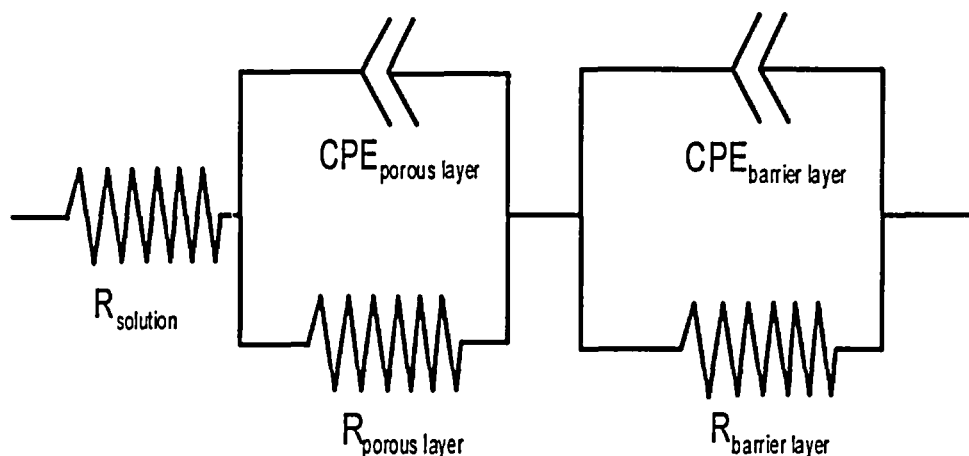 CPE porous layer
CPE barrier layer
R solution
R porous layer
R barrier layer